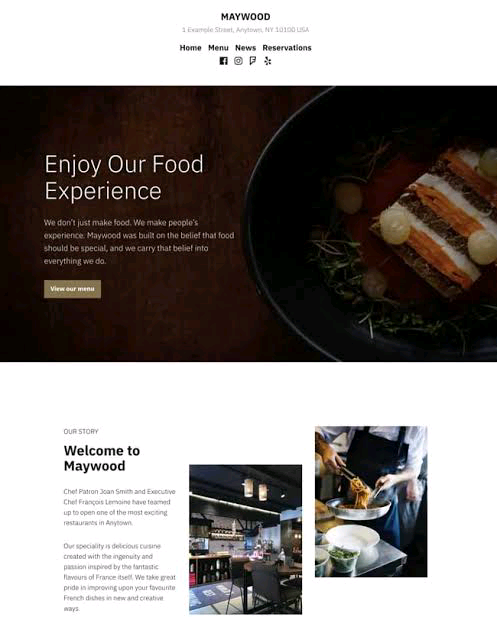 MAYWOOD
1 Example Street, Anytown, NY 10100 USA
Home Menu News Reservations
Enjoy Our Food
Experience
We don't just make food. We make people's
experience. Maywood was built on the belief that food
should be special, and we carry that belief into
everything we do.
View our menu
OUR STORY
Welcome to
Maywood
Chef Patron Joan Smith and Executive
Chef François Lemoine have teamed
up to open one of the most exciting
restaurants in Anytown.
Our speciality is delicious cuisine
created with the ingenuity and
passion inspired by the fantastic
flavours of France itself. We take great
pride in improving upon your favourite
French dishes in new and creative
ways.